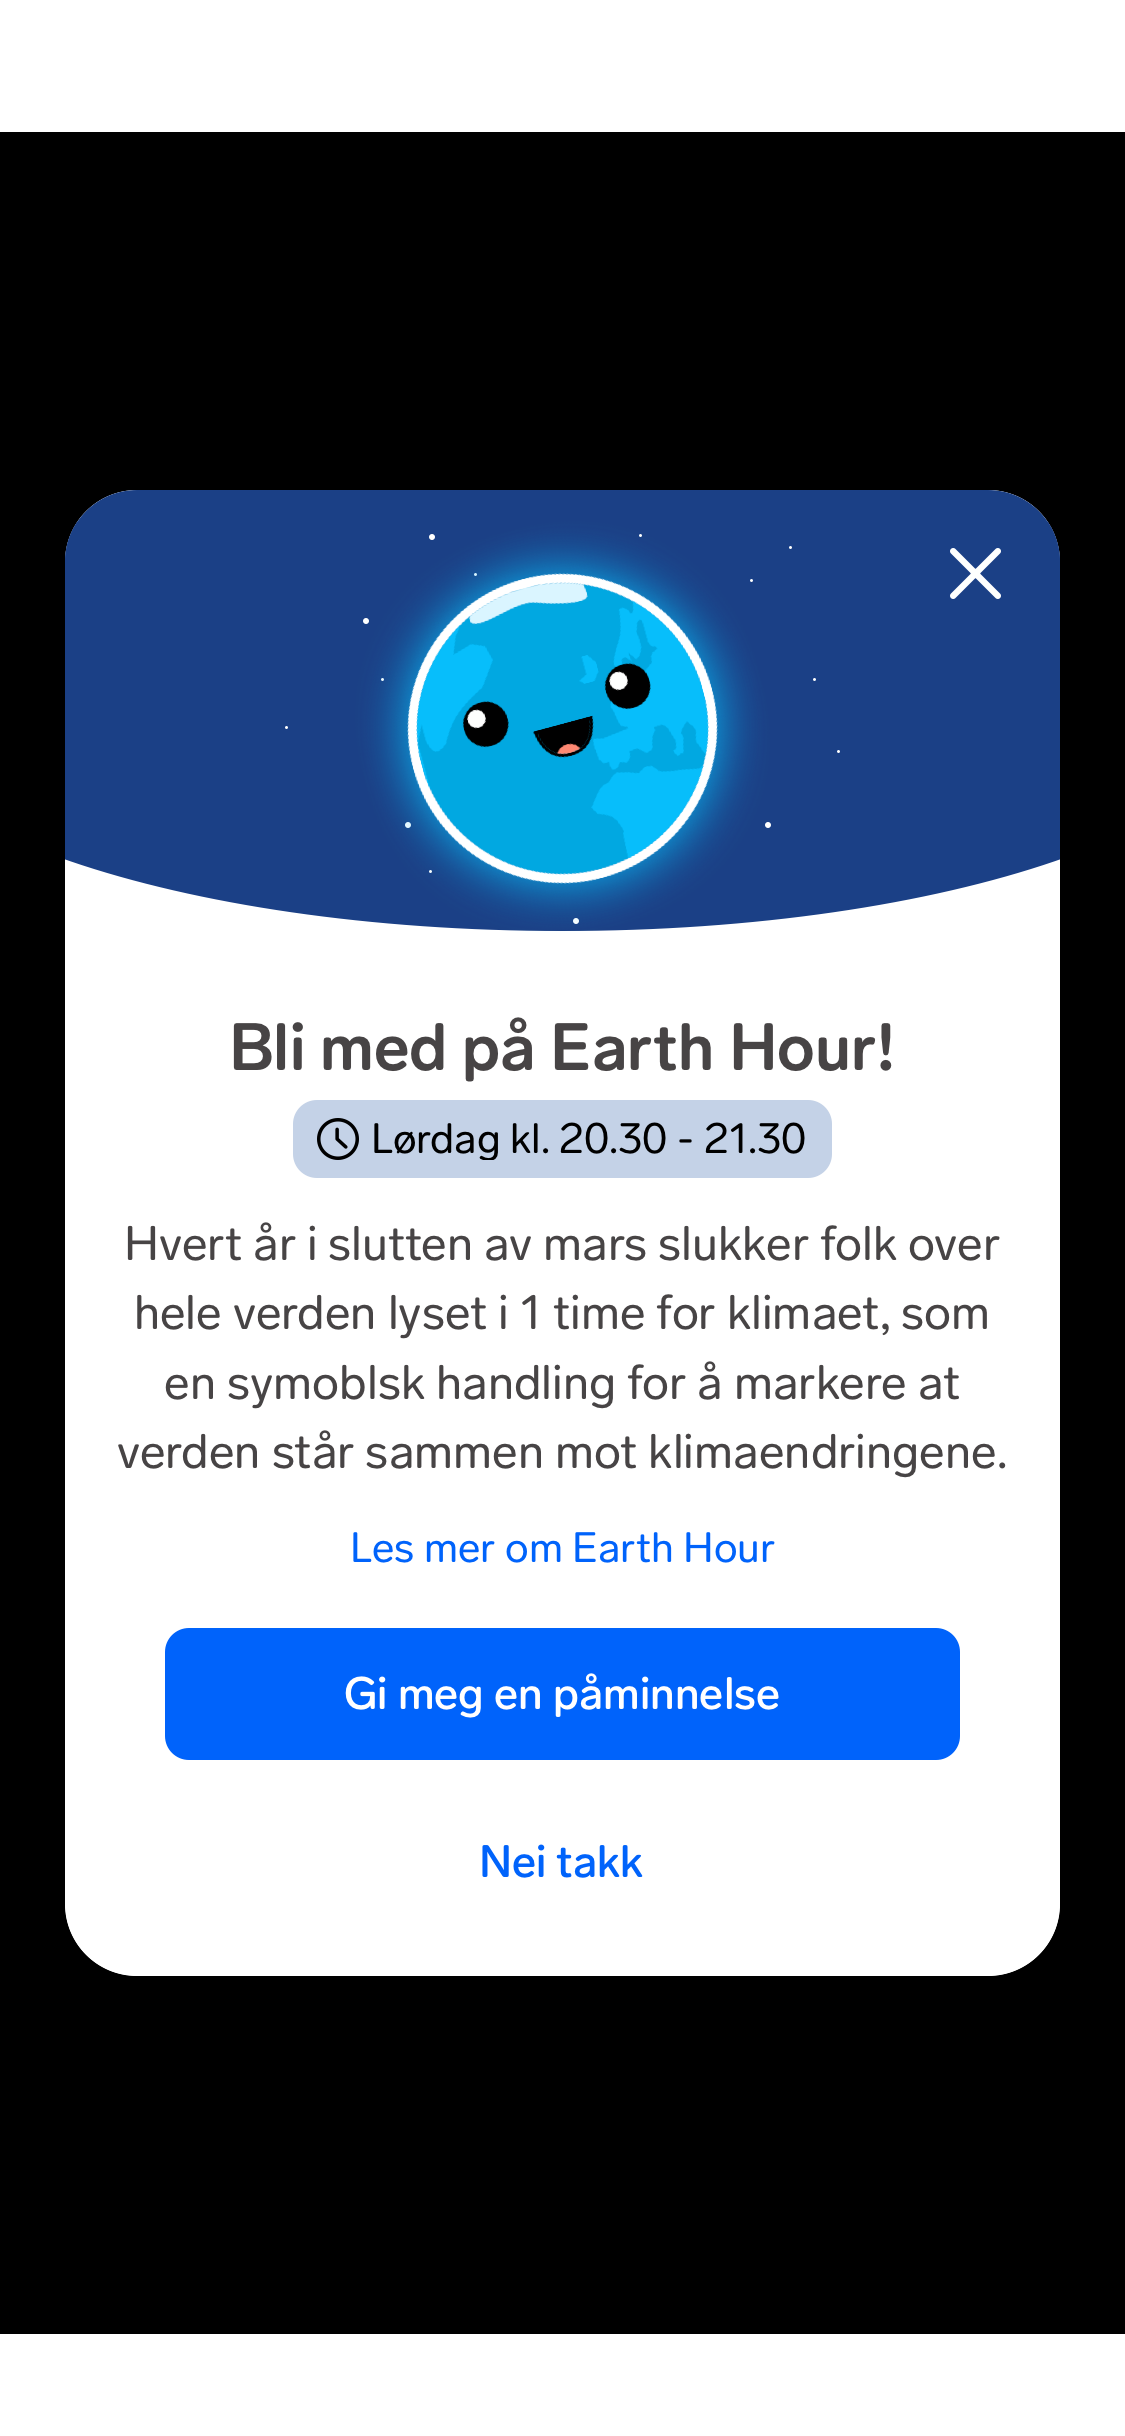 Bli med på Earth Hour!
Lørdag kl. 20.30 - 21.30
Hvert år i slutten av mars slukker folk over
hele verden lyset i 1 time for klimaet, som
en symoblsk handling for å markere at
verden står sammen mot klimaendringene.
Les mer om Earth Hour
Gi meg en påminnelse
Nei takk